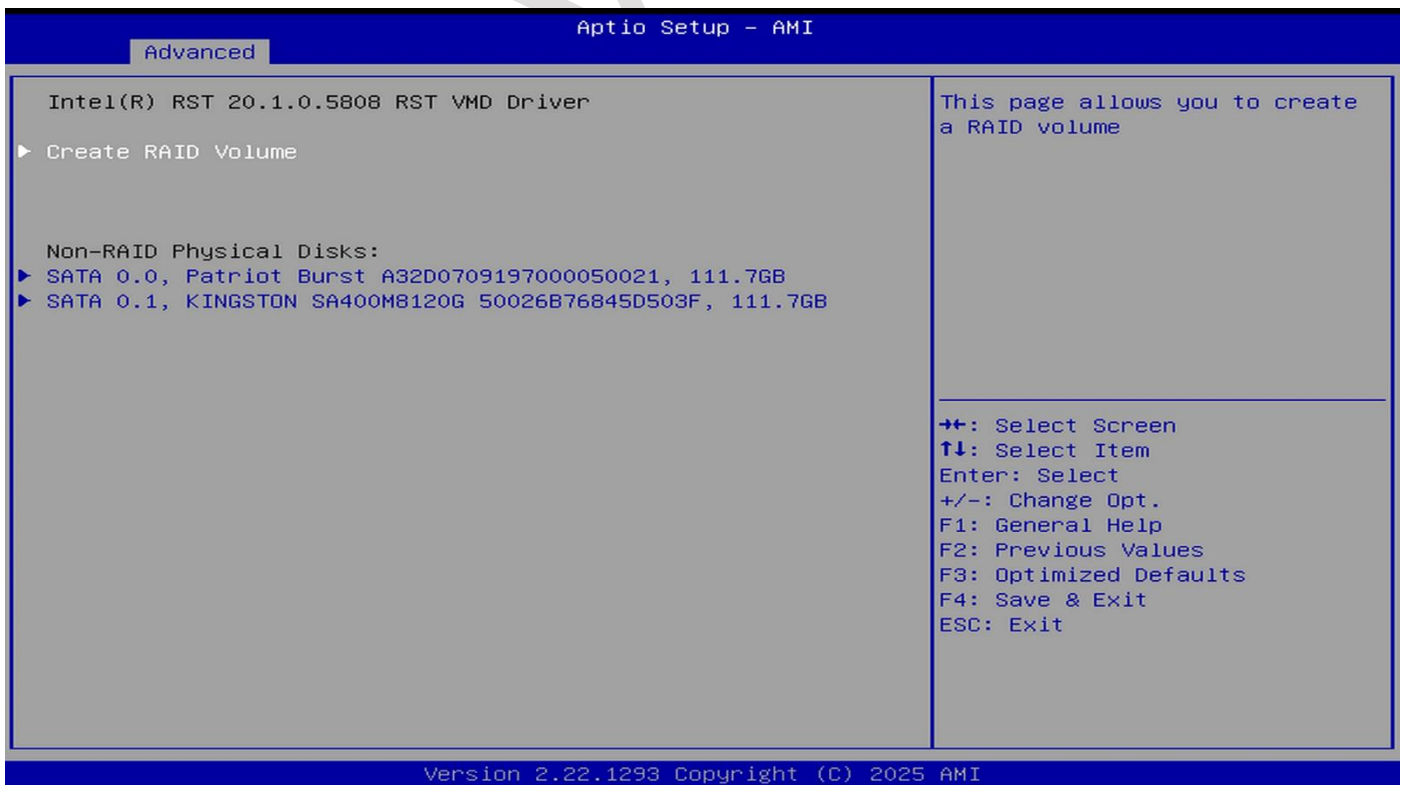 Aptio Setup - AMI
Advanced
Intel(R) RST 20.1.0.5808 RST VMD Driver
Create RAID Volume
Non-RAID Physical Disks:
SATA 0.0, Patriot Burst A32D0709197000050021, 111.7GB
SATA 0.1, KINGSTON SA400M8120G 50026B76845D503F, 111.7GB
This page allows you to create
a RAID volume
→←: Select Screen
↑↓: Select Item
Enter: Select
+/-: Change Opt.
F1: General Help
F2: Previous Values
F3: Optimized Defaults
F4: Save & Exit
ESC: Exit
Version 2.22.1293 Copyright (C) 2025 AMI